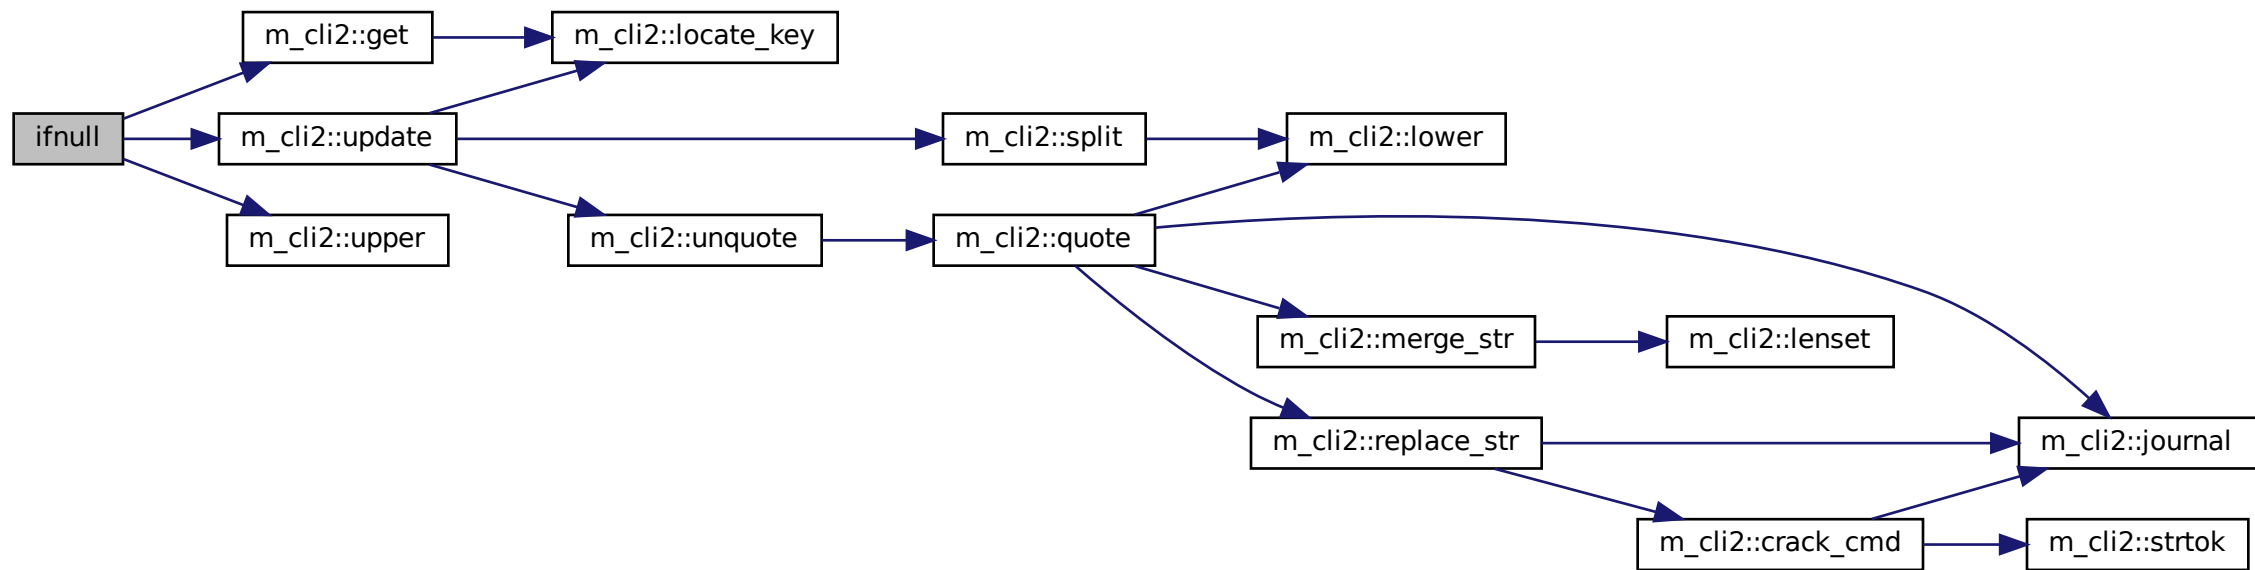 m_cli2::get
m_cli2::locate_key
ifnull
m_cli2::update
m_cli2::split
m_cli2::lower
m_cli2::upper
m_cli2::unquote
m_cli2::quote
m_cli2::merge_str
m_cli2::lenset
m_cli2::replace_str
m_cli2::journal
m_cli2::crack_cmd
m_cli2::strtok